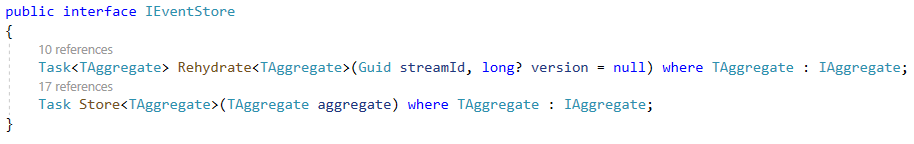 public interface IEventStore
{
10 references
Task<TAggregate> Rehydrate<TAggregate>(Guid streamId, long? version = null) where TAggregate : IAggregate;
17 references
Task Store<TAggregate>(TAggregate aggregate) where TAggregate : IAggregate;
}